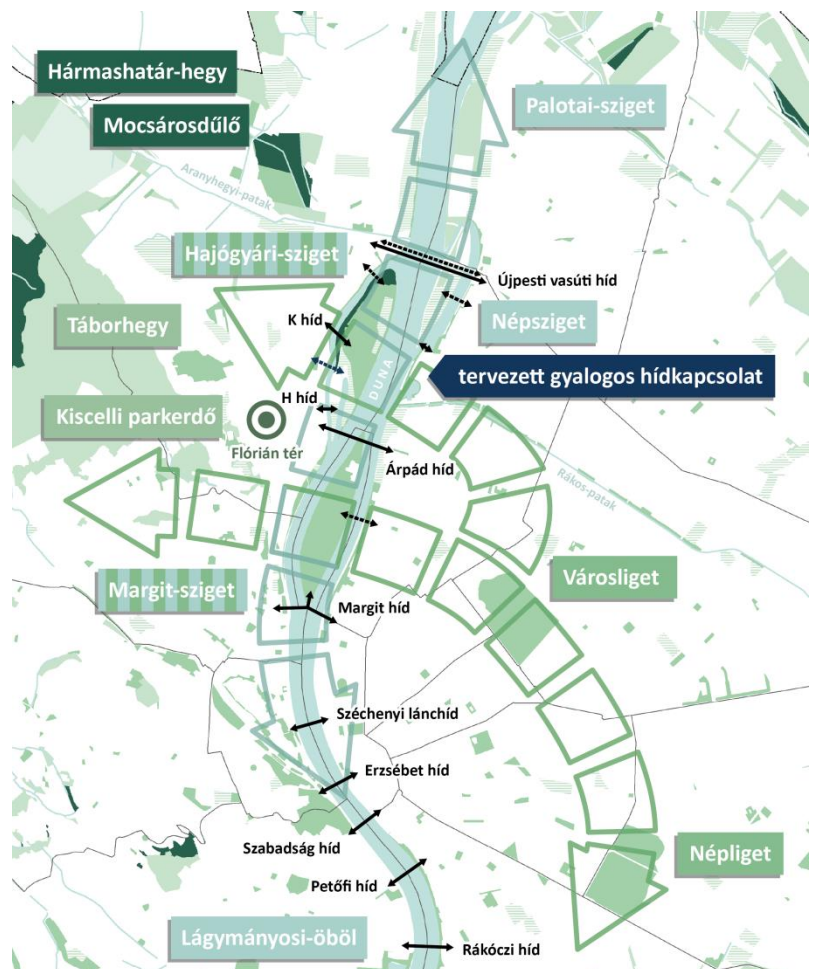 Hármashatár-hegy
Palotai-sziget
Mocsárosdűlő
Aranyhegyi-patak
Hajógyári-sziget
Újpesti vasúti híd
Népsziget
K híd
Táborhegy
DUNA
tervezett gyalogos hídkapcsolat
H híd
Kiscelli parkerdő
Flórián tér
Árpád híd
Rákos-patak
Városliget
Margit-sziget
Margit híd
Széchenyi lánchíd
Erzsébet híd
Szabadság híd
Népliget
Petőfi híd
Lágymányosi-öböl
Rákóczi híd